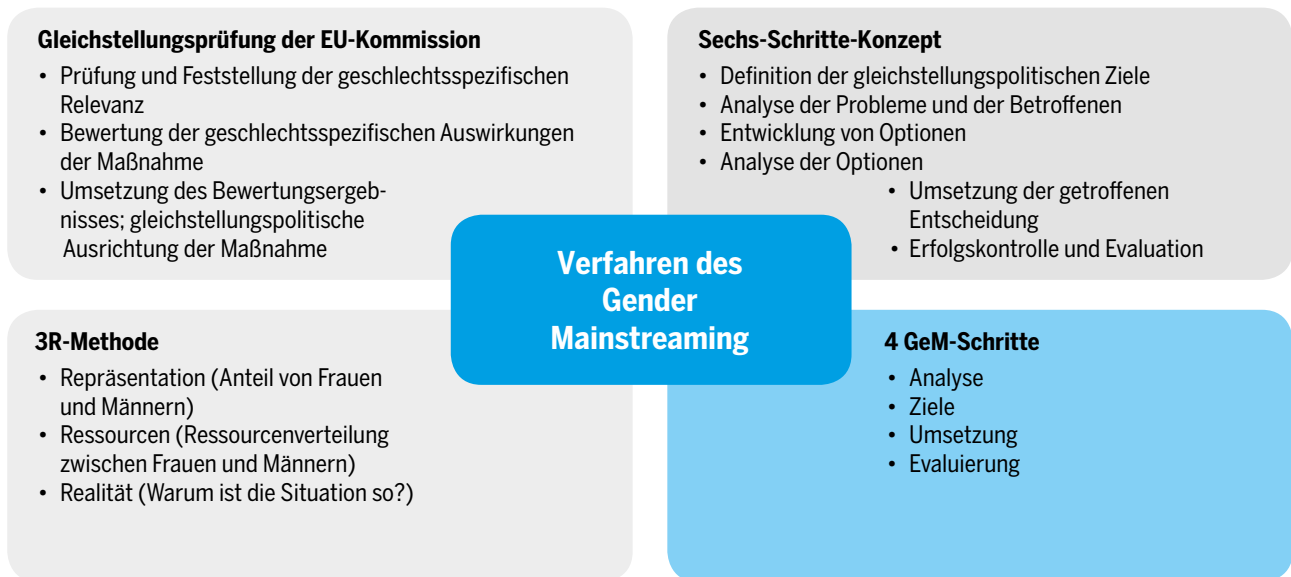 Gleichstellungsprüfung der EU-Kommission
• Prüfung und Feststellung der geschlechtsspezifischen
Relevanz
• Bewertung der geschlechtsspezifischen Auswirkungen
der Maßnahme
• Umsetzung des Bewertungsergeb-
nisses; gleichstellungspolitische
Ausrichtung der Maßnahme
Sechs-Schritte-Konzept
• Definition der gleichstellungspolitischen Ziele
• Analyse der Probleme und der Betroffenen
• Entwicklung von Optionen
• Analyse der Optionen
• Umsetzung der getroffenen
Entscheidung
• Erfolgskontrolle und Evaluation
Verfahren des
Gender
Mainstreaming
3R-Methode
• Repräsentation (Anteil von Frauen
und Männern)
• Ressourcen (Ressourcenverteilung
zwischen Frauen und Männern)
• Realität (Warum ist die Situation so?)
4 GeM-Schritte
• Analyse
• Ziele
• Umsetzung
• Evaluierung